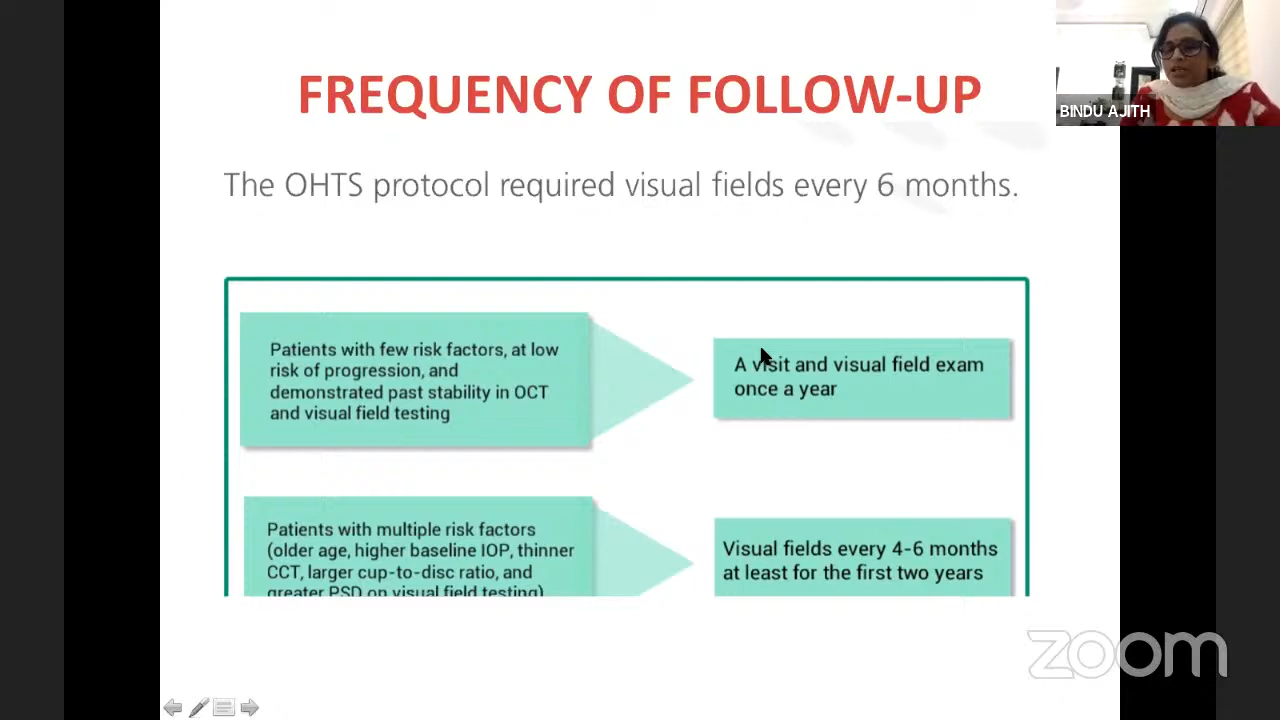 FREQUENCY OF FOLLOW-UP
BINDU AJITH
The OHTS protocol required visual fields every 6 months.
Patients with few risk factors, at low
risk of progression, and
demonstrated past stability in OCT
and visual field testing
A visit and visual field exam
once a year
Patients with multiple risk factors
(older age, higher baseline IOP, thinner
CCT, larger cup-to-disc ratio, and
greater PSD on visual field testing)
Visual fields every 4-6 months
at least for the first two years
zoom